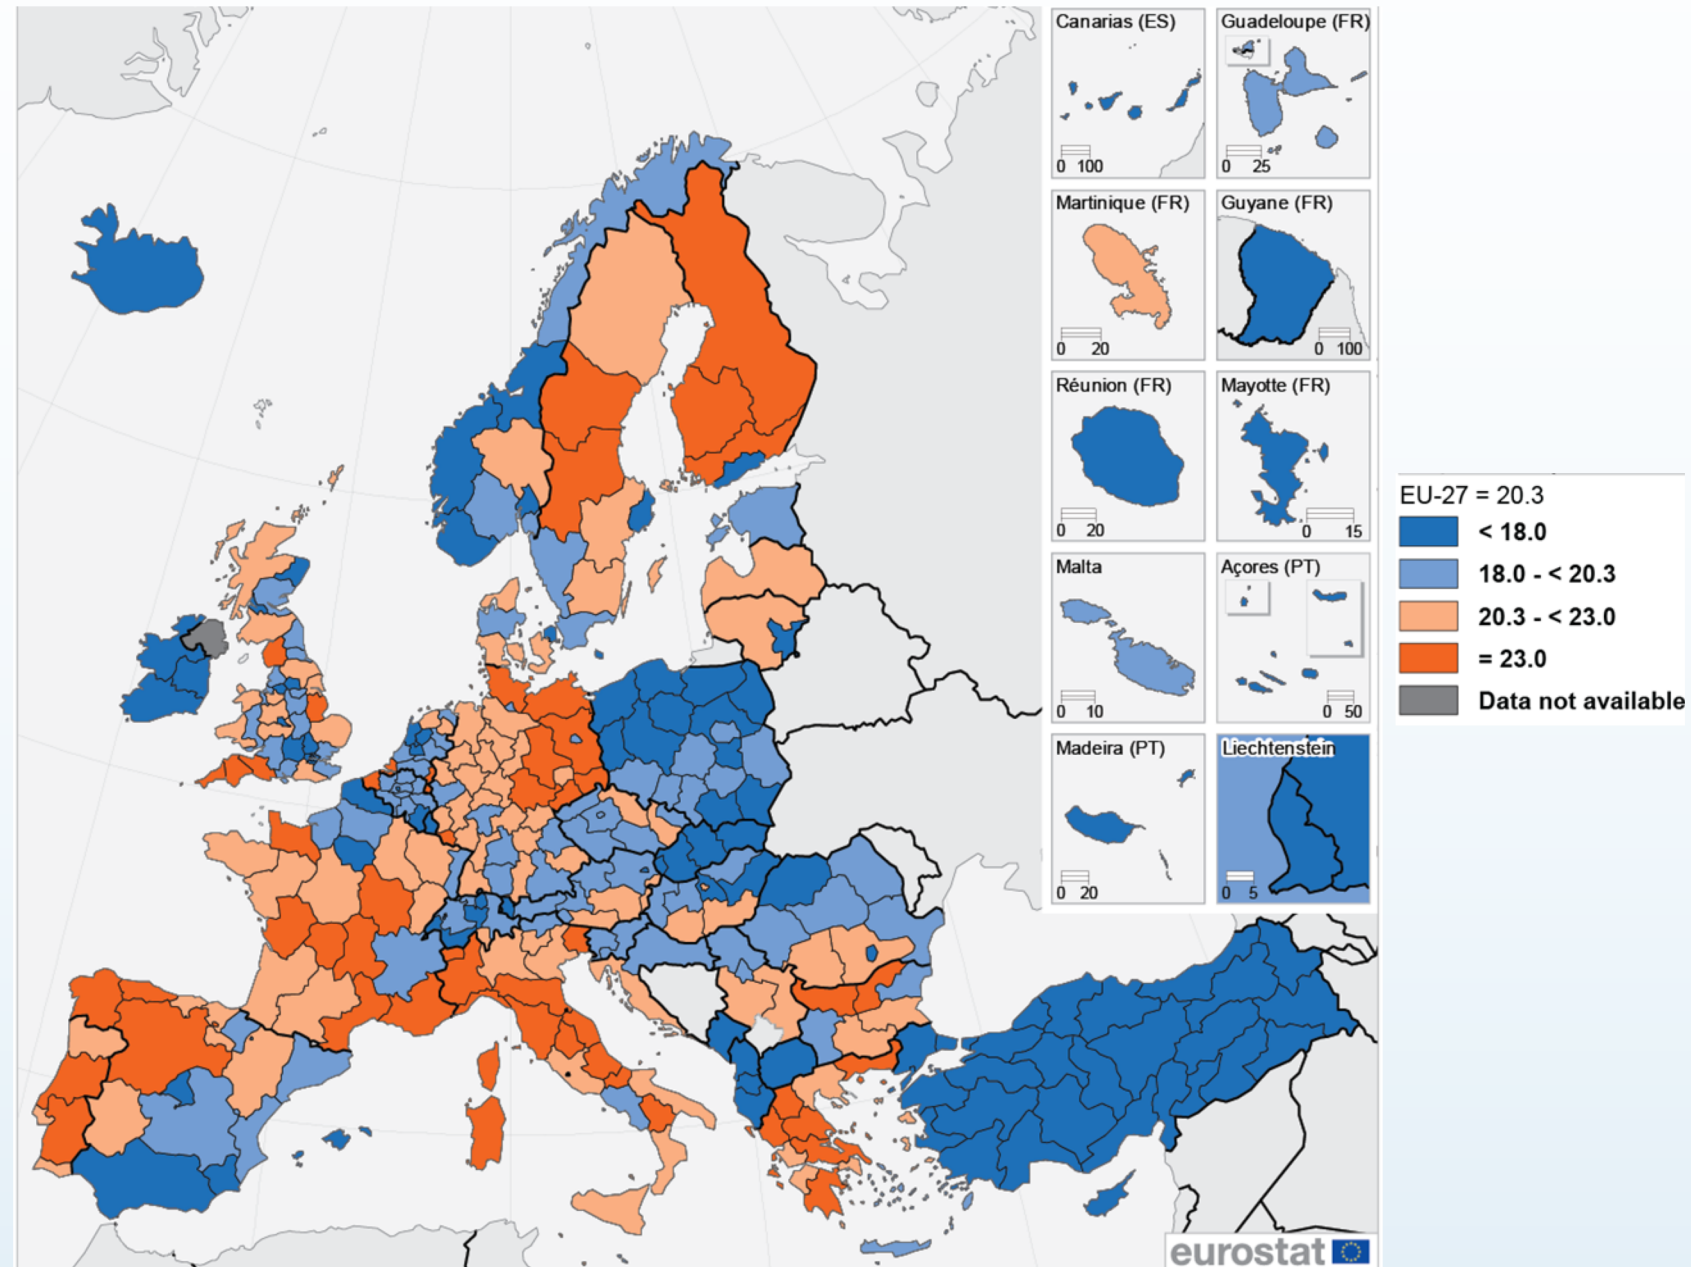 Canarias (ES)
0 100
Guadeloupe (FR)
0 25
Martinique (FR)
0 20
Guyane (FR)
0 100
Réunion (FR)
0 20
Mayotte (FR)
0 15
Malta
0 10
Açores (PT)
0 50
Madeira (PT)
0 20
Liechtenstein
0 5
EU-27 = 20.3
< 18.0
18.0 - < 20.3
20.3 - < 23.0
= 23.0
Data not available
eurostat